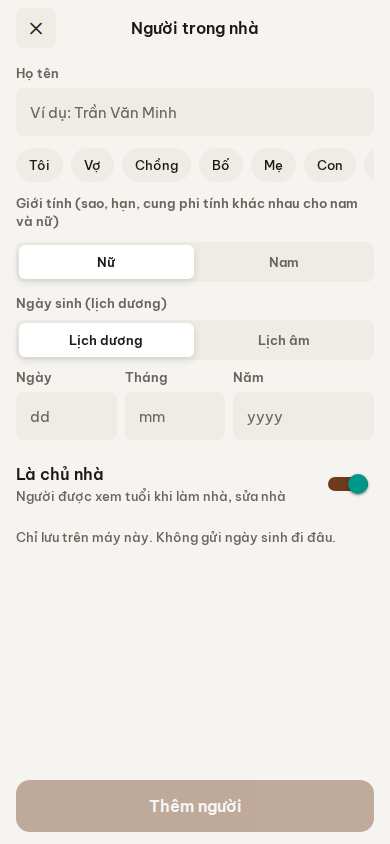 Người trong nhà
Họ tên
Ví dụ: Trần Văn Minh
Tôi Vợ Chồng Bố Mẹ Con
Giới tính (sao, hạn, cung phi tính khác nhau cho nam
và nữ)
Nữ Nam
Ngày sinh (lịch dương)
Lịch dương Lịch âm
Ngày Tháng Năm
dd mm yyyy
Là chủ nhà
Người được xem tuổi khi làm nhà, sửa nhà
Chỉ lưu trên máy này. Không gửi ngày sinh đi đâu.
Thêm người